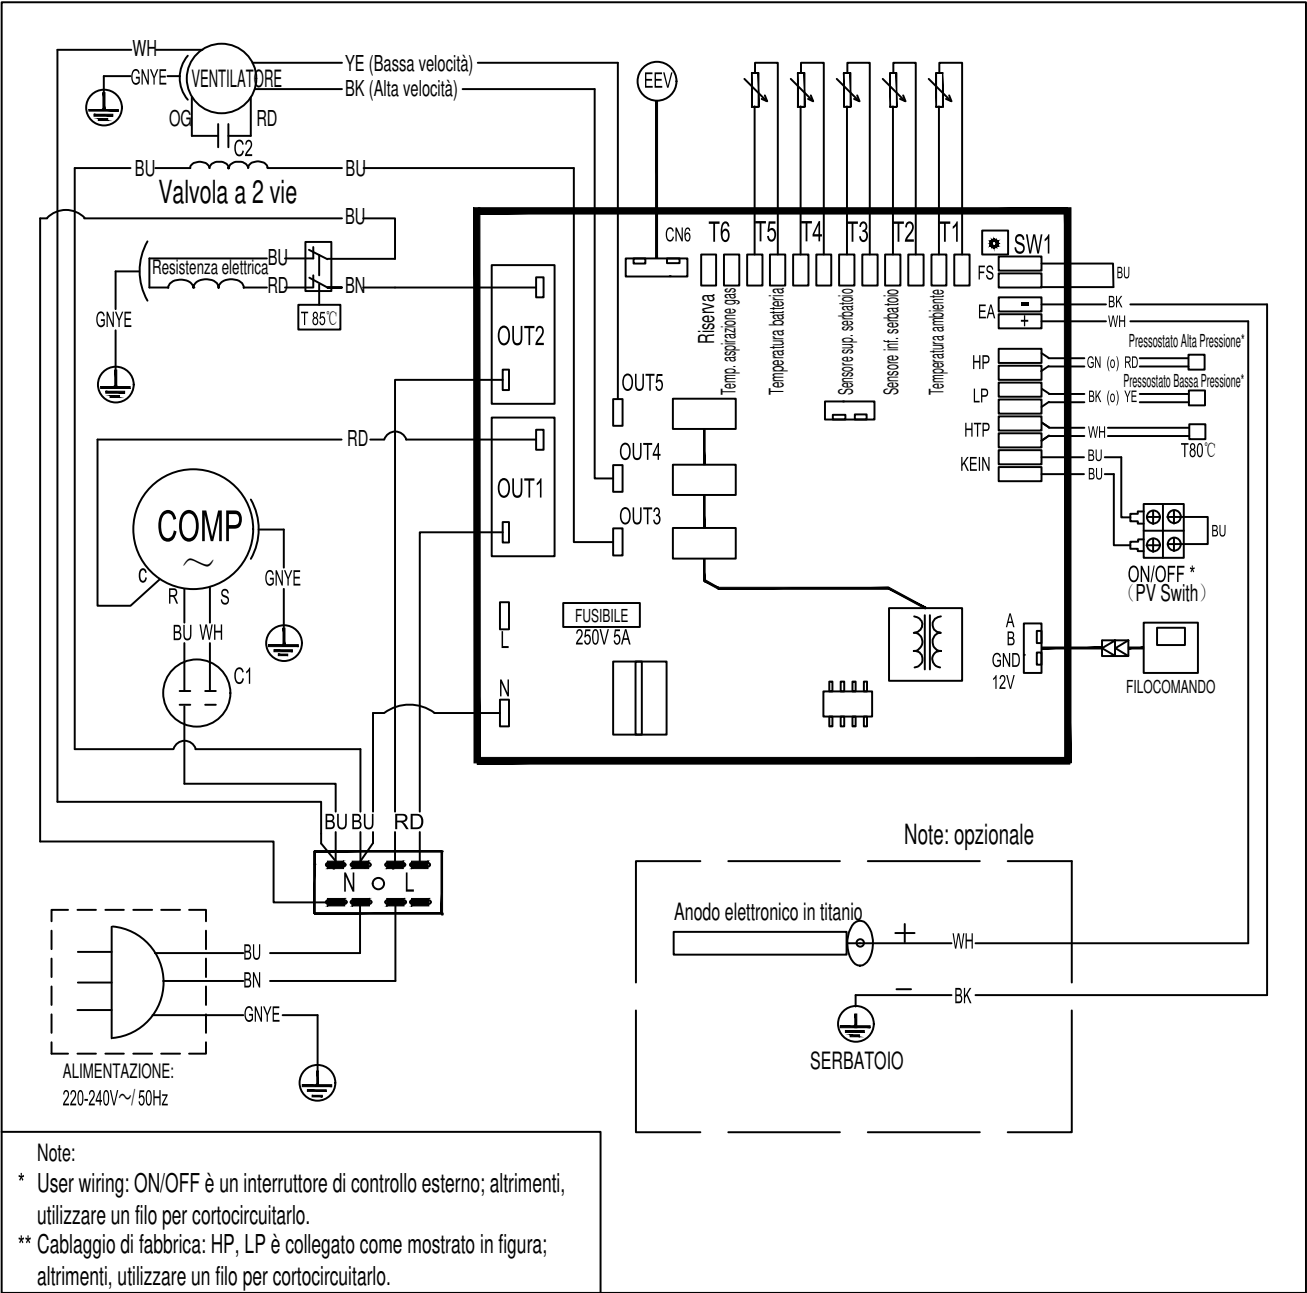 WH
GNYE
VENTILATORE
YE (Bassa velocità)
BK (Alta velocità)
OG
RD
C2
EEV
BU
BU
Valvola a 2 vie
BU
CN6
T6
T5
T4
T3
T2
T1
SW1
BU
Resistenza elettrica
RD
BN
T 85℃
GNYE
Riserva
Temp. aspirazione gas
Temperatura batteria
Sensore sup. serbatoio
Sensore inf. serbatoio
Temperatura ambiente
FS
BU
EA
-
+
BK
WH
HP
GN (o) RD
Pressostato Alta Pressione*
LP
BK (o) YE
Pressostato Bassa Pressione*
HTP
WH
T80℃
KEIN
BU
BU
BU
ON/OFF *
(PV Swith)
OUT2
OUT5
OUT1
OUT4
OUT3
RD
COMP
~
C
R
S
GNYE
BU
WH
C1
L
FUSIBILE
250V 5A
N
A
B
GND
12V
FILOCOMANDO
BU
BU
RD
N
L
BU
BN
GNYE
ALIMENTAZIONE:
220-240V～/ 50Hz
Note: opzionale
Anodo elettronico in titanio
+
WH
−
BK
SERBATOIO
Note:
* User wiring: ON/OFF è un interruttore di controllo esterno; altrimenti,
utilizzare un filo per cortocircuitarlo.
** Cablaggio di fabbrica: HP, LP è collegato come mostrato in figura;
altrimenti, utilizzare un filo per cortocircuitarlo.